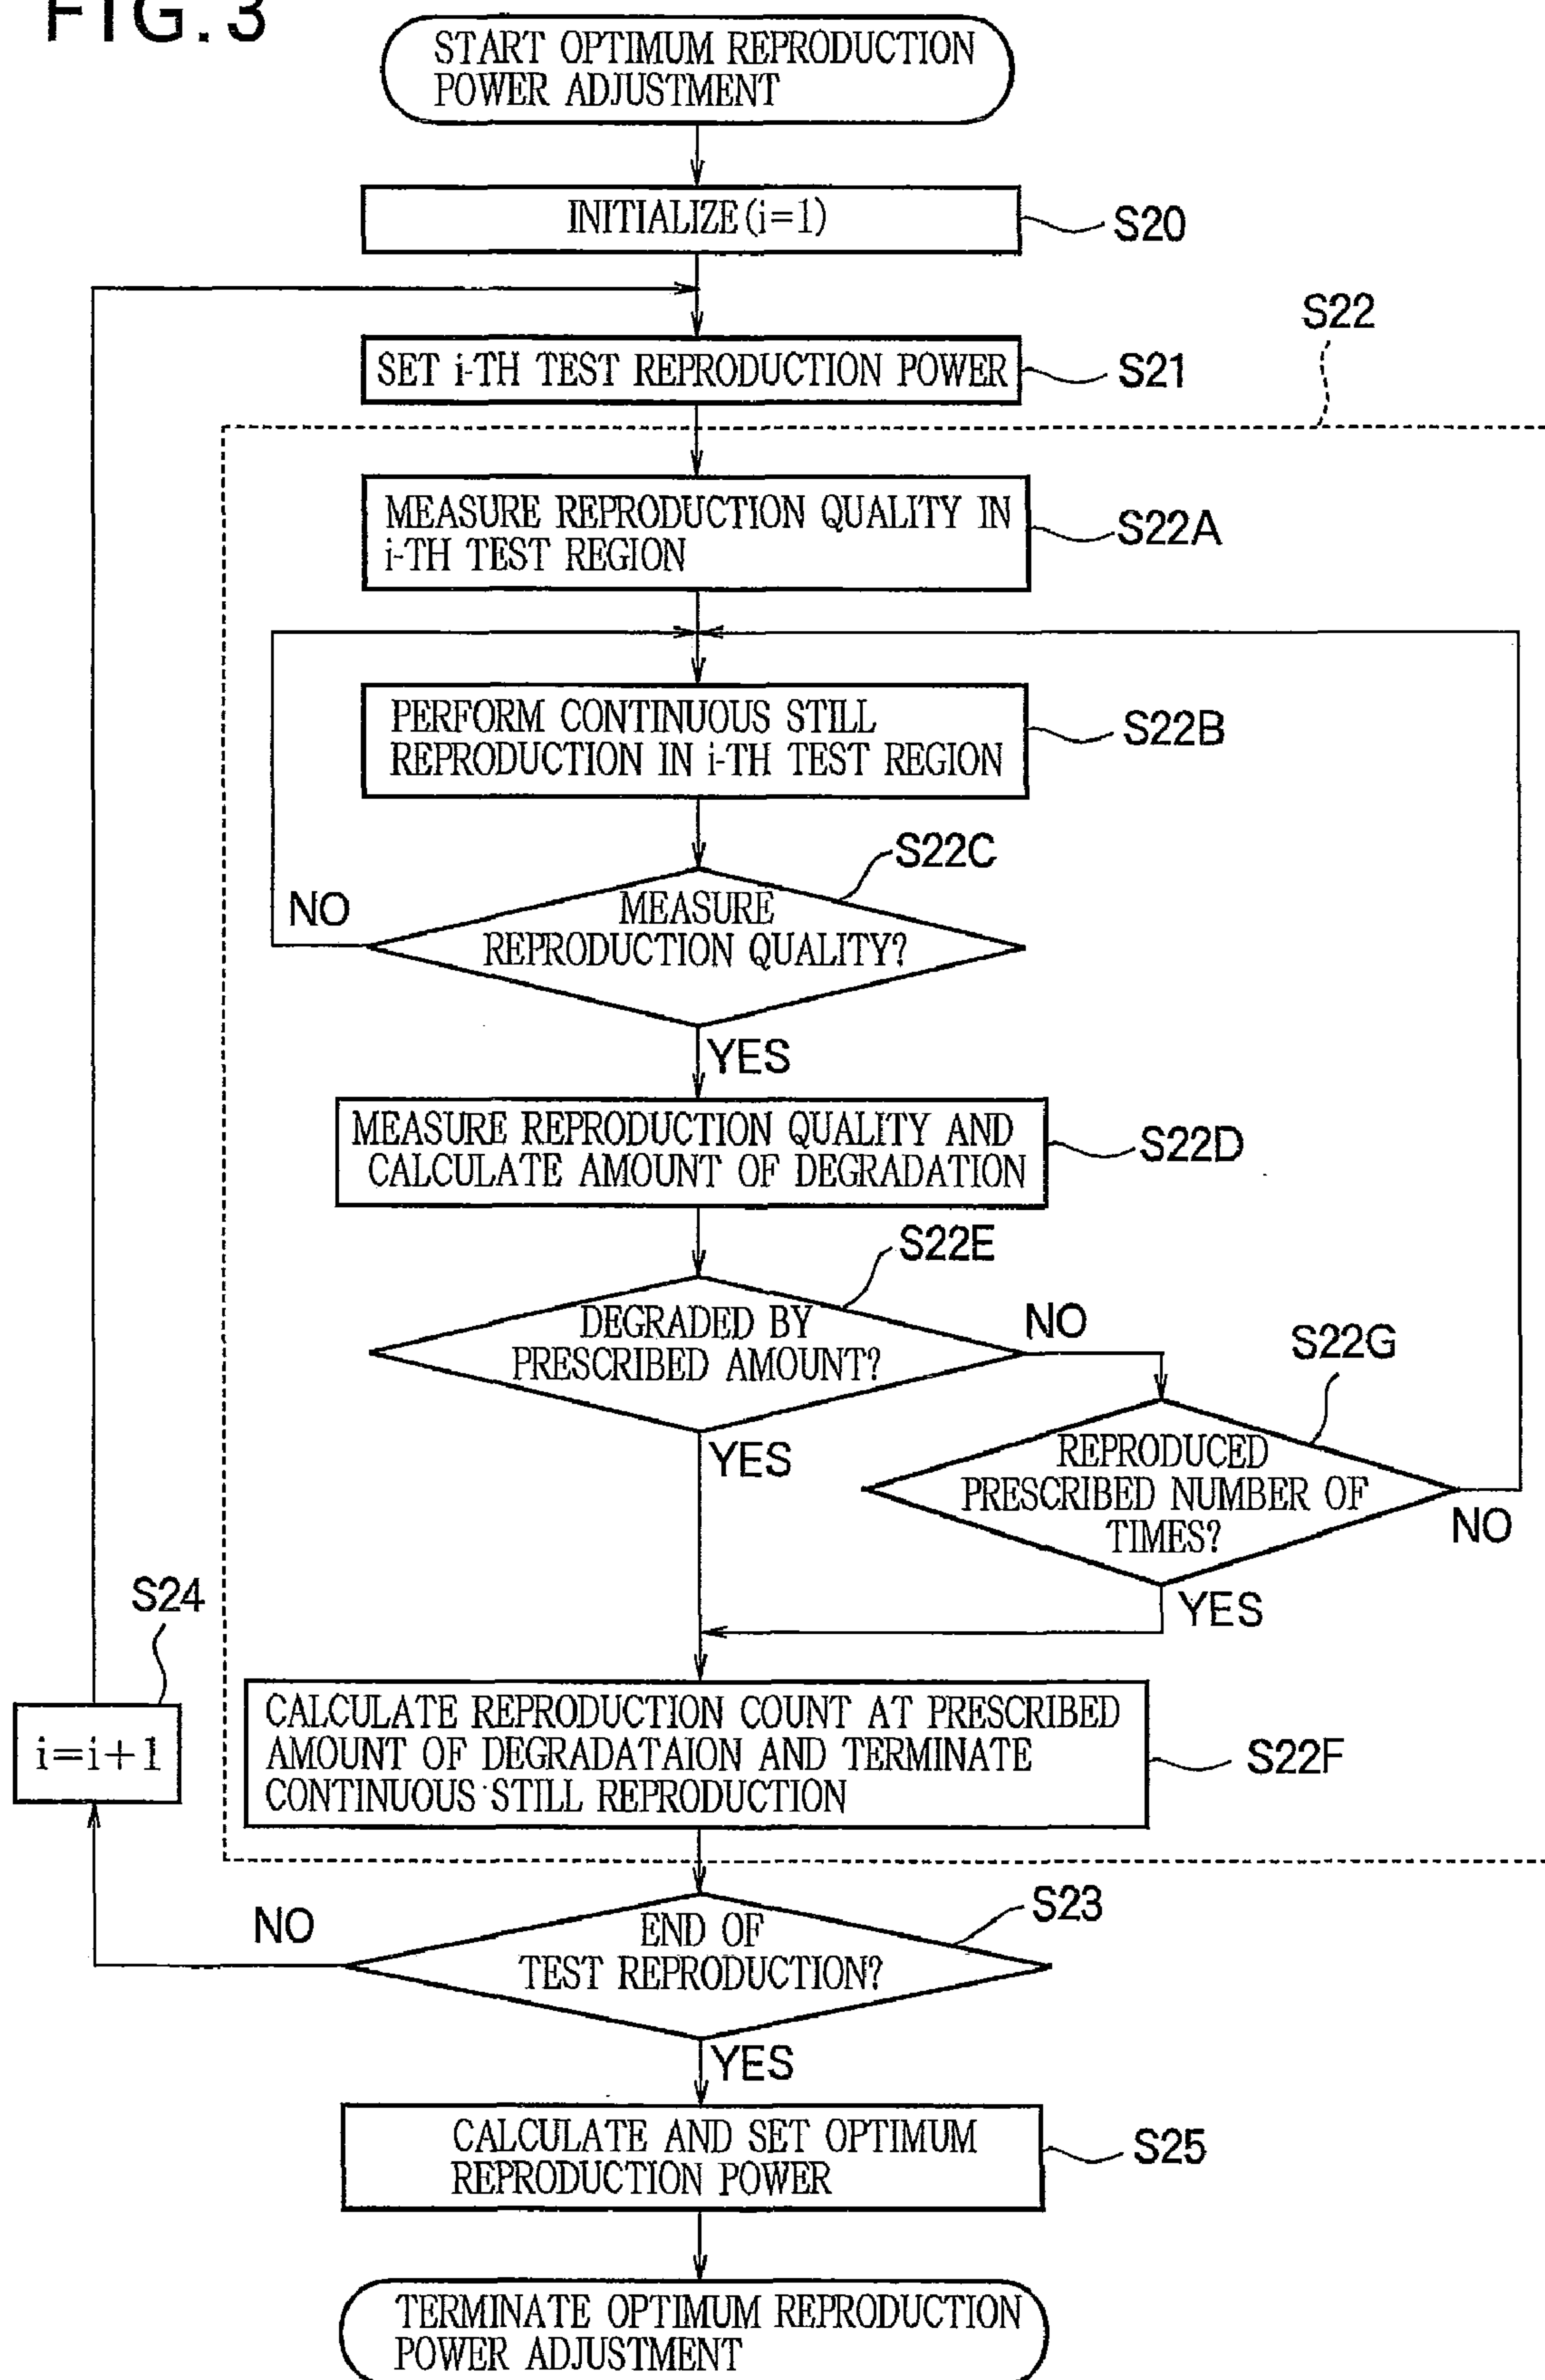 FIG.3
START OPTIMUM REPRODUCTION
POWER ADJUSTMENT
INITIALIZE(i=1)
S20
S22
SET i-TH TEST REPRODUCTION POWER
S21
MEASURE REPRODUCTION QUALITY IN
i-TH TEST REGION
S22A
PERFORM CONTINUOUS STILL
REPRODUCTION IN i-TH TEST REGION
S22B
S22C
NO
MEASURE
REPRODUCTION QUALITY?
YES
MEASURE REPRODUCTION QUALITY AND
CALCULATE AMOUNT OF DEGRADATION
S22D
S22E
DEGRADED BY
PRESCRIBED AMOUNT?
NO
S22G
YES
REPRODUCED
PRESCRIBED NUMBER OF
TIMES?
NO
YES
S24
i=i+1
CALCULATE REPRODUCTION COUNT AT PRESCRIBED
AMOUNT OF DEGRADATAION AND TERMINATE
CONTINUOUS STILL REPRODUCTION
S22F
S23
NO
END OF
TEST REPRODUCTION?
YES
CALCULATE AND SET OPTIMUM
REPRODUCTION POWER
S25
TERMINATE OPTIMUM REPRODUCTION
POWER ADJUSTMENT